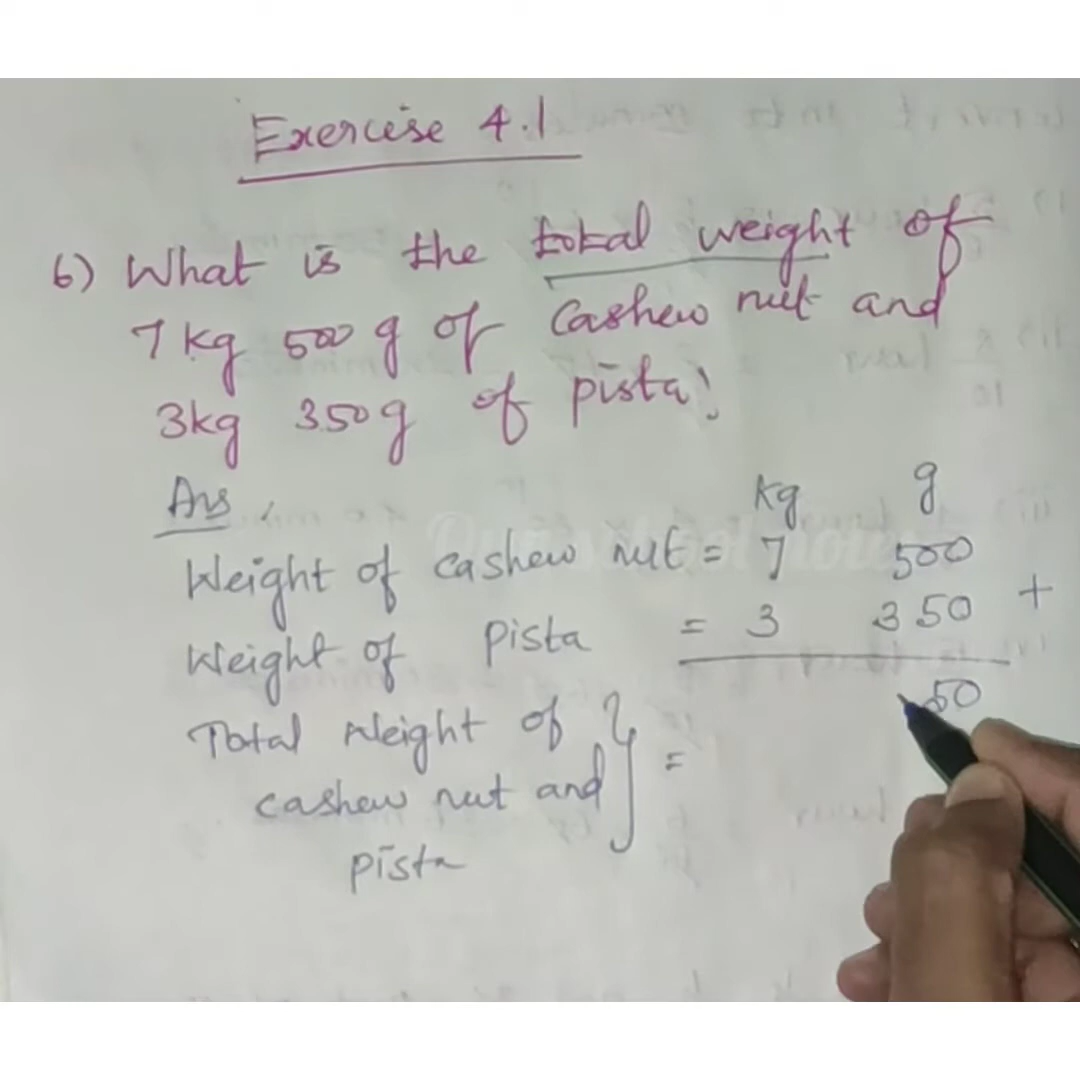 Exercise 4.1
6) What is the total weight of
7 kg 500 g of cashew nut and
3kg 350g of pista?
Ans,
kg g
Weight of cashew nut = 7 500
Weight of pista = 3 350 +
50
Total weight of } =
cashew nut and
pista